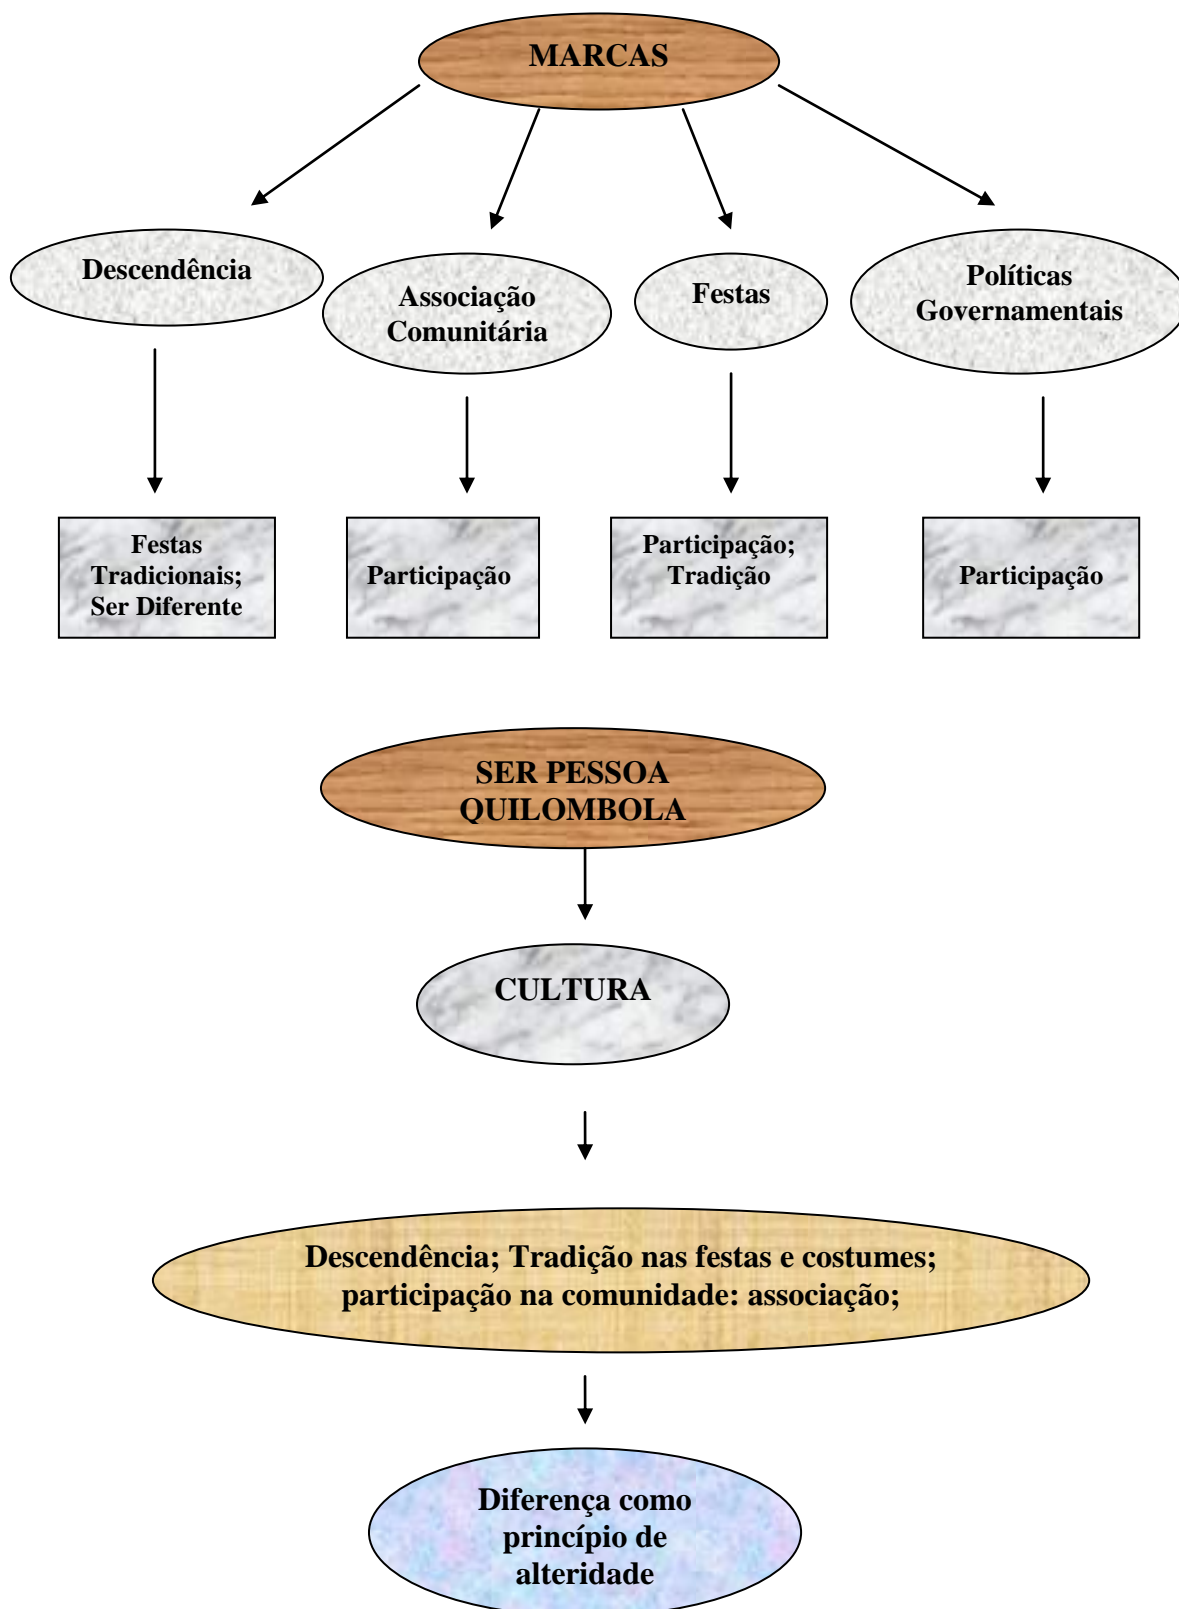 MARCAS
Descendência
Associação
Comunitária
Festas
Políticas
Governamentais
Festas
Tradicionais;
Ser Diferente
Participação
Participação;
Tradição
Participação
SER PESSOA
QUILOMBOLA
CULTURA
Descendência; Tradição nas festas e costumes;
participação na comunidade: associação;
Diferença como
princípio de
alteridade